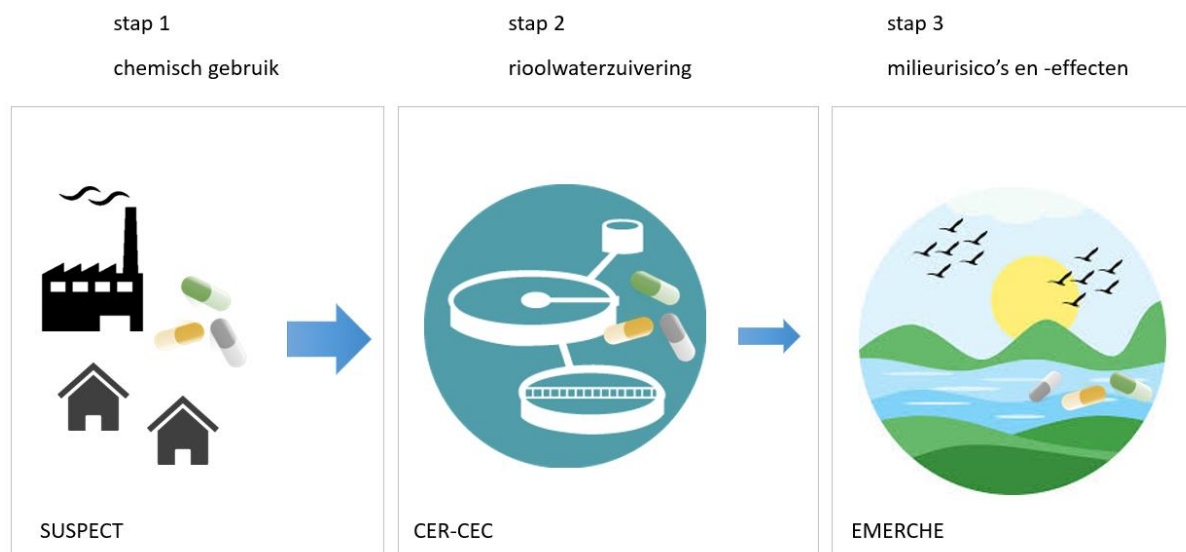 stap 1
chemisch gebruik
stap 2
rioolwaterzuivering
stap 3
milieurisico's en -effecten
SUSPECT
CER-CEC
EMERCHE